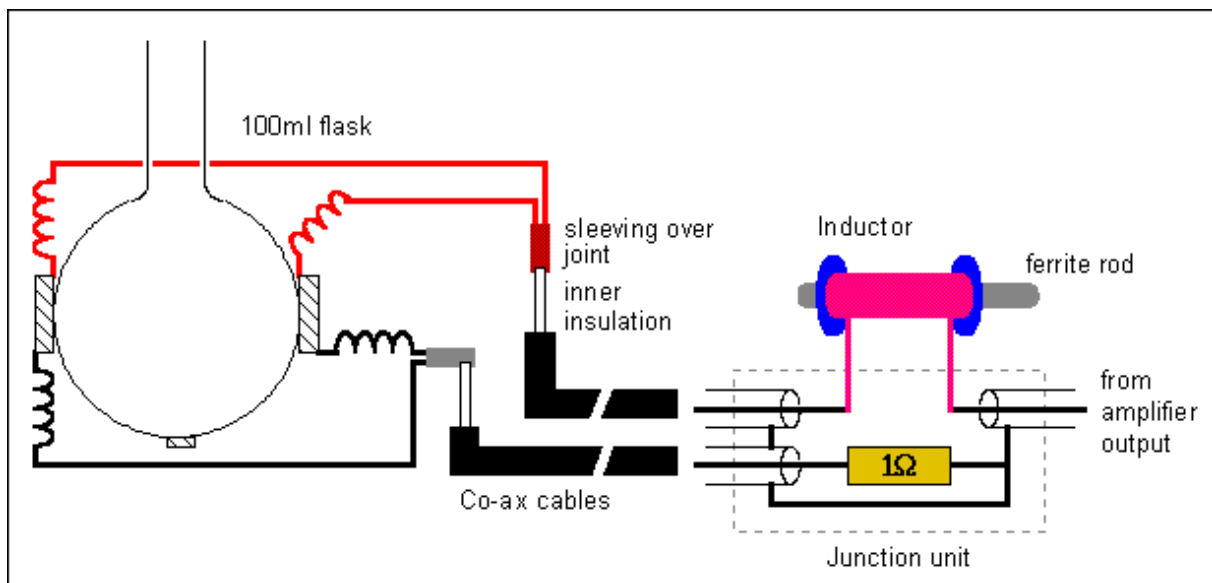 100ml flask
sleeving over
joint
inner
insulation
Inductor
ferrite rod
from
amplifier
output
1Ω
Co-ax cables
Junction unit